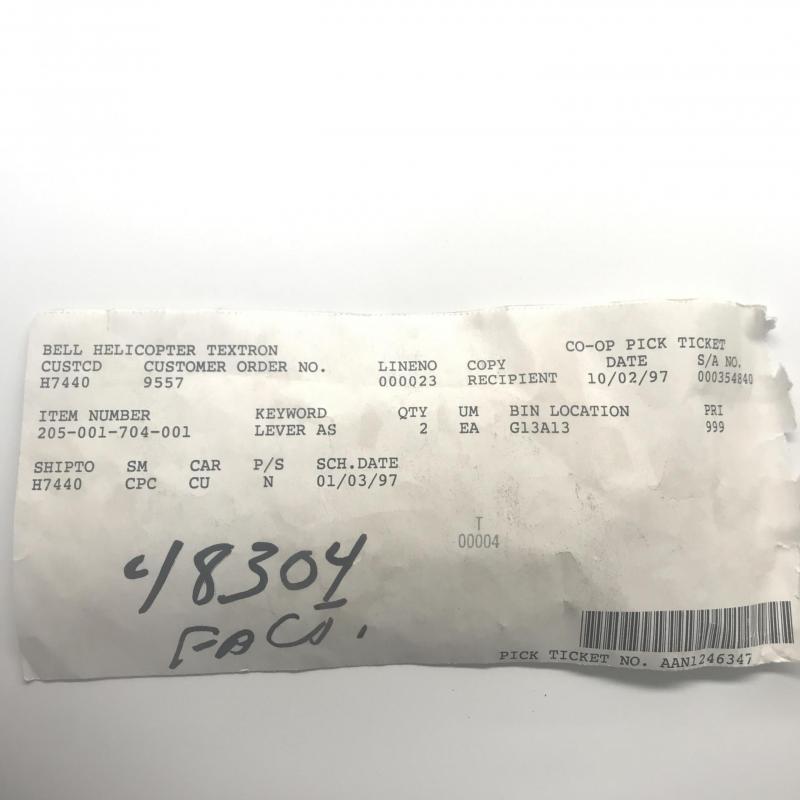 BELL HELICOPTER TEXTRON CO-OP PICK TICKET
CUSTCD CUSTOMER ORDER NO. LINENO COPY DATE S/A NO.
H7440 9557 000023 RECIPIENT 10/02/97 000354840
ITEM NUMBER KEYWORD QTY UM BIN LOCATION PRI
205-001-704-001 LEVER AS 2 EA G13A13 999
SHIPTO SM CAR P/S SCH.DATE
H7440 CPC CU N 01/03/97
T
00004
48304
PICK TICKET NO. AAN1246347